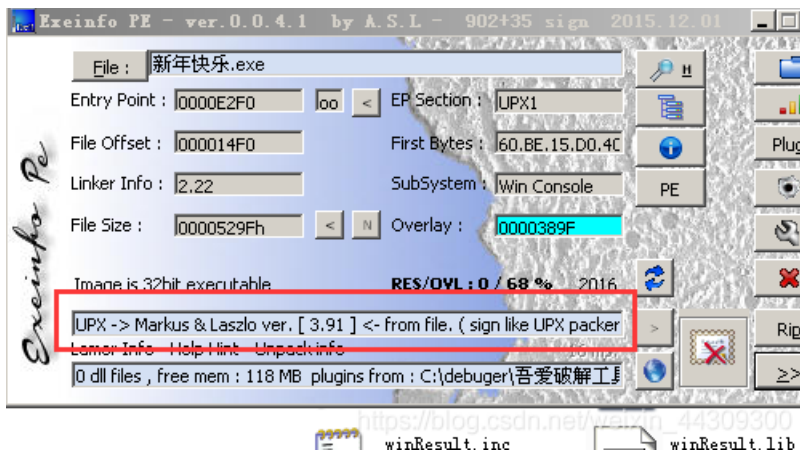 Exeinfo PE - ver.0.0.4.1 by A.S.L - 902+35 sign 2015.12.01
File : 新年快乐.exe
Entry Point : 0000E2F0 oo < EP Section : UPX1
File Offset : 000014F0 First Bytes : 60.BE.15.D0.4C Plug
Linker Info : 2.22 SubSystem : Win Console PE
File Size : 0000529Fh < N Overlay : 0000389F
Image is 32bit executable RES/OVL : 0 / 68 % 2016
UPX -> Markus & Laszlo ver. [ 3.91 ] <- from file. ( sign like UPX packer >
Lamer Info - Help Hint - Unpack info Rip
0 dll files , free mem : 118 MB plugins from : C:\debuger\吾爱破解工具 >>
Exeinfo Pe
https://blog.csdn.net/weixin_44309300
winResult.inc winResult.lib